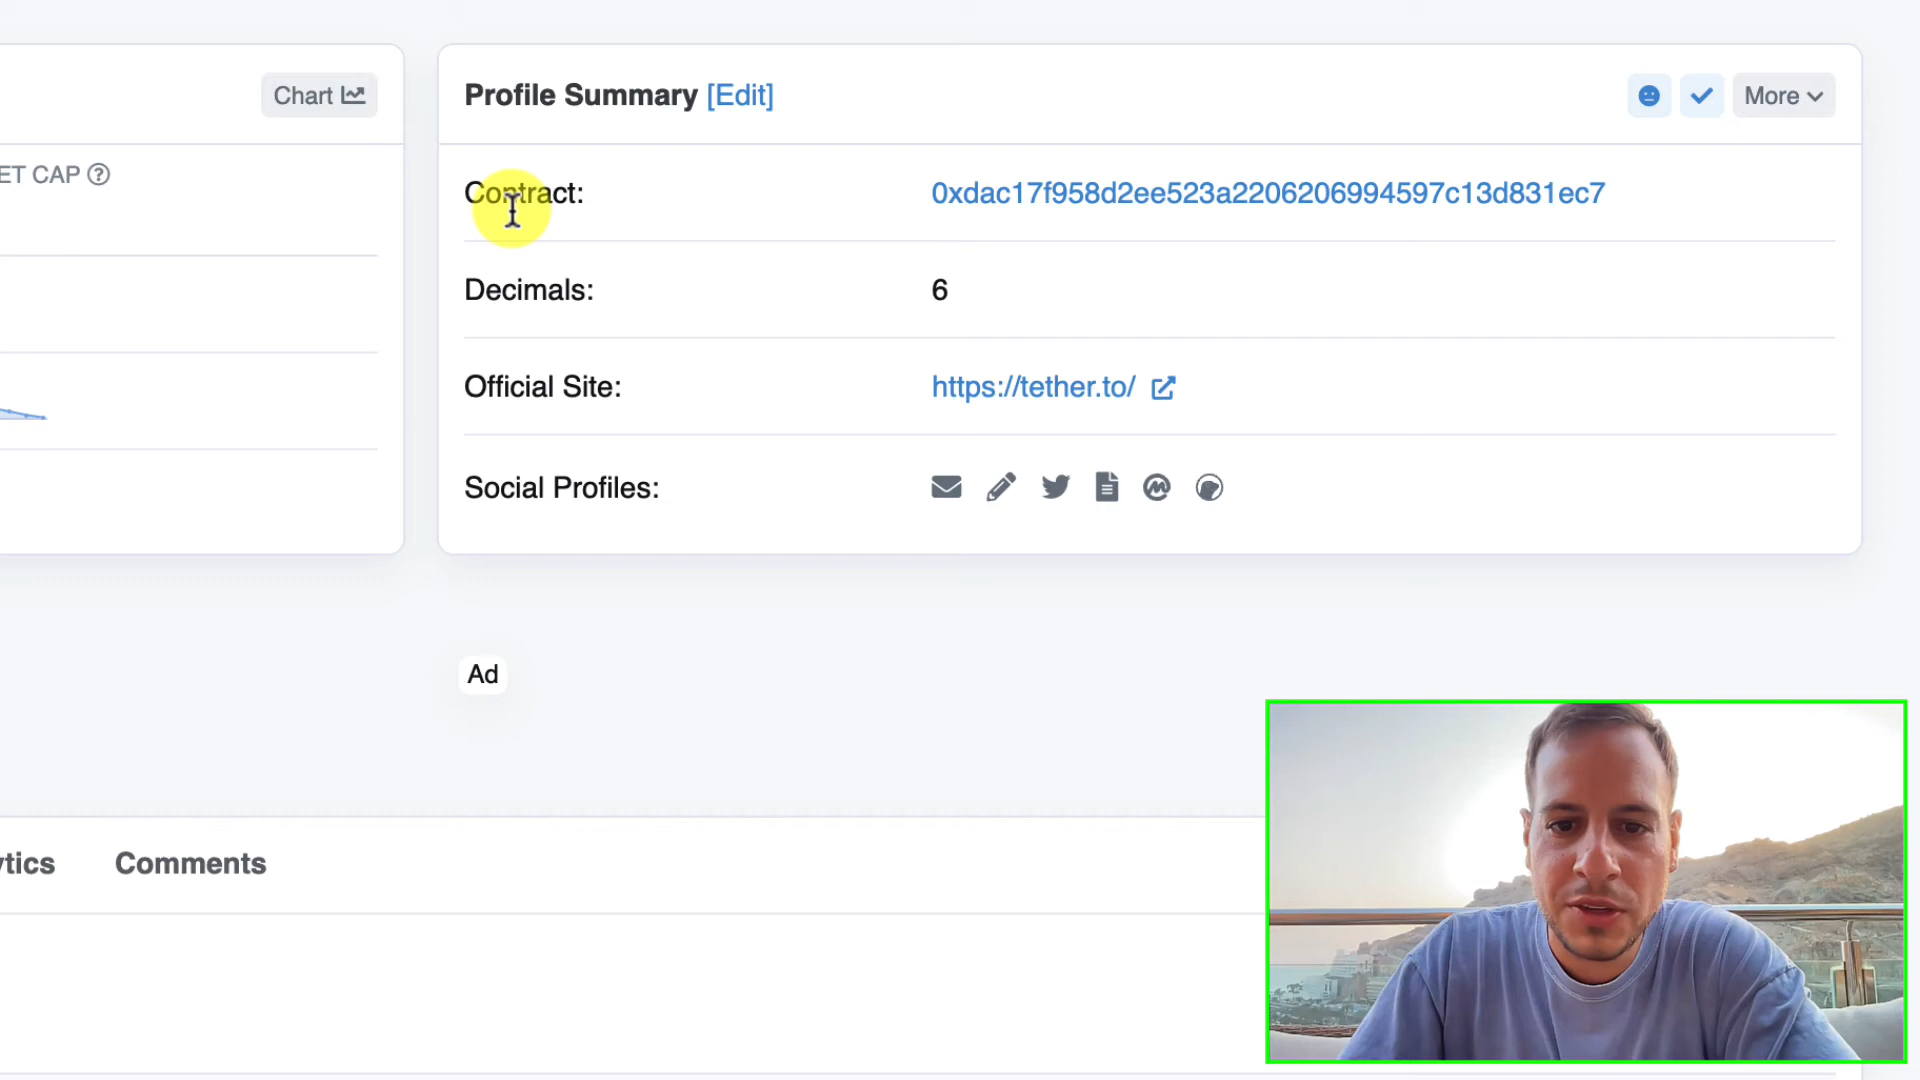 Chart
Profile Summary [Edit]
More
ET CAP
Contract:
0xdac17f958d2ee523a2206206994597c13d831ec7
Decimals:
6
Official Site:
https://tether.to/
Social Profiles:
Ad
ytics
Comments